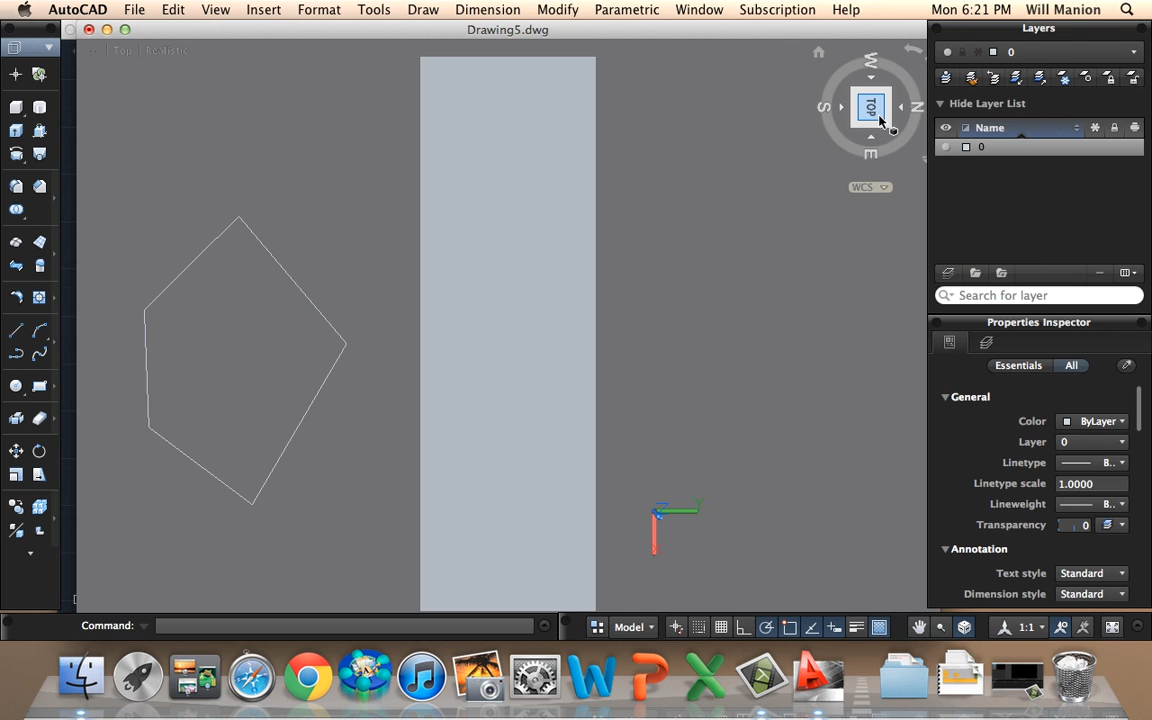 AutoCAD File Edit View Insert Format Tools Draw Dimension Modify Parametric Window Subscription Help Mon 6:21 PM Will Manion
Drawing5.dwg
Layers
Top Realistic
0
W
S
TOP
N
E
WCS
Hide Layer List
Name
0
Search for layer
Properties Inspector
Essentials All
General
Color ByLayer
Layer 0
Linetype B..
Linetype scale 1.0000
Lineweight B..
Transparency 0
Annotation
Text style Standard
Dimension style Standard
Y
Z
Command:
Model
1:1
W P X